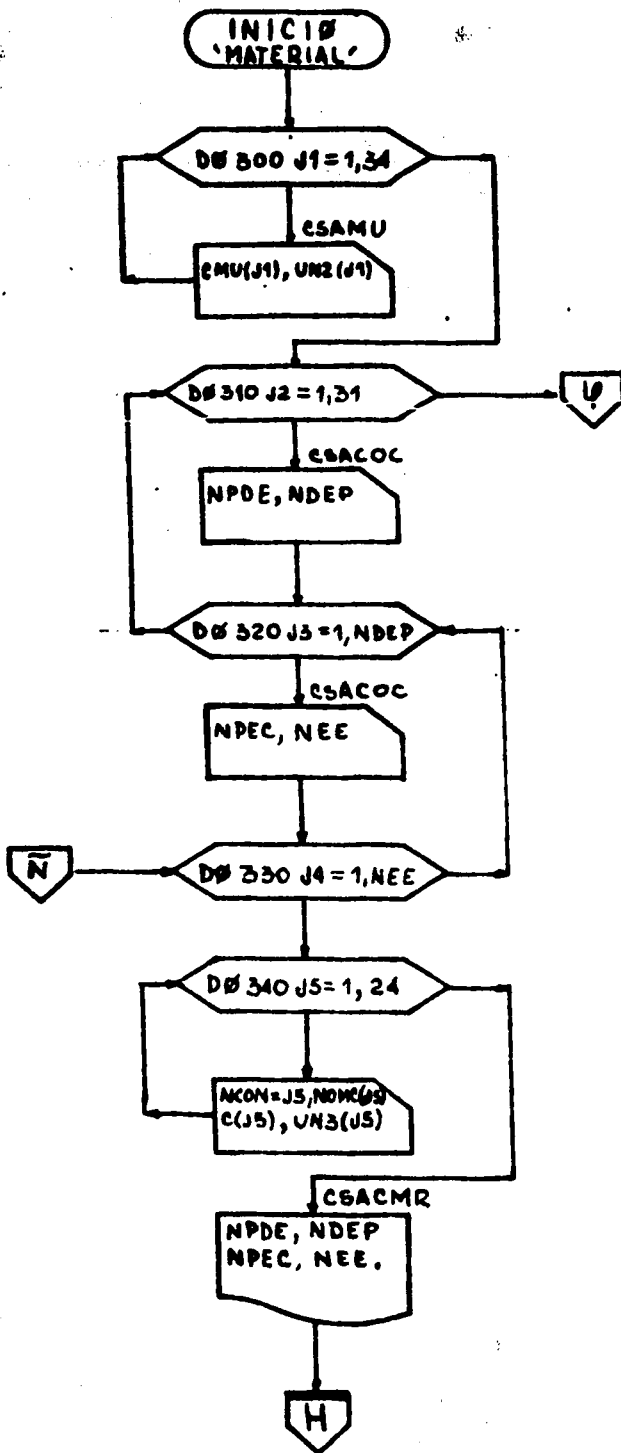 INICIØ
'MATERIAL'
DØ 300 J1=1,34
CSAMU
CMU(J1), UN2(J1)
DØ 310 J2=1,31
Ψ
CSACOC
NPDE, NDEP
DØ 320 J3=1,NDEP
CSACOC
NPEC, NEE
Ñ
DØ 330 J4=1,NEE
DØ 340 J5=1, 24
NCON=J5, NOMC(J5)
C(J5), UN3(J5)
CSACMR
NPDE, NDEP
NPEC, NEE.
H